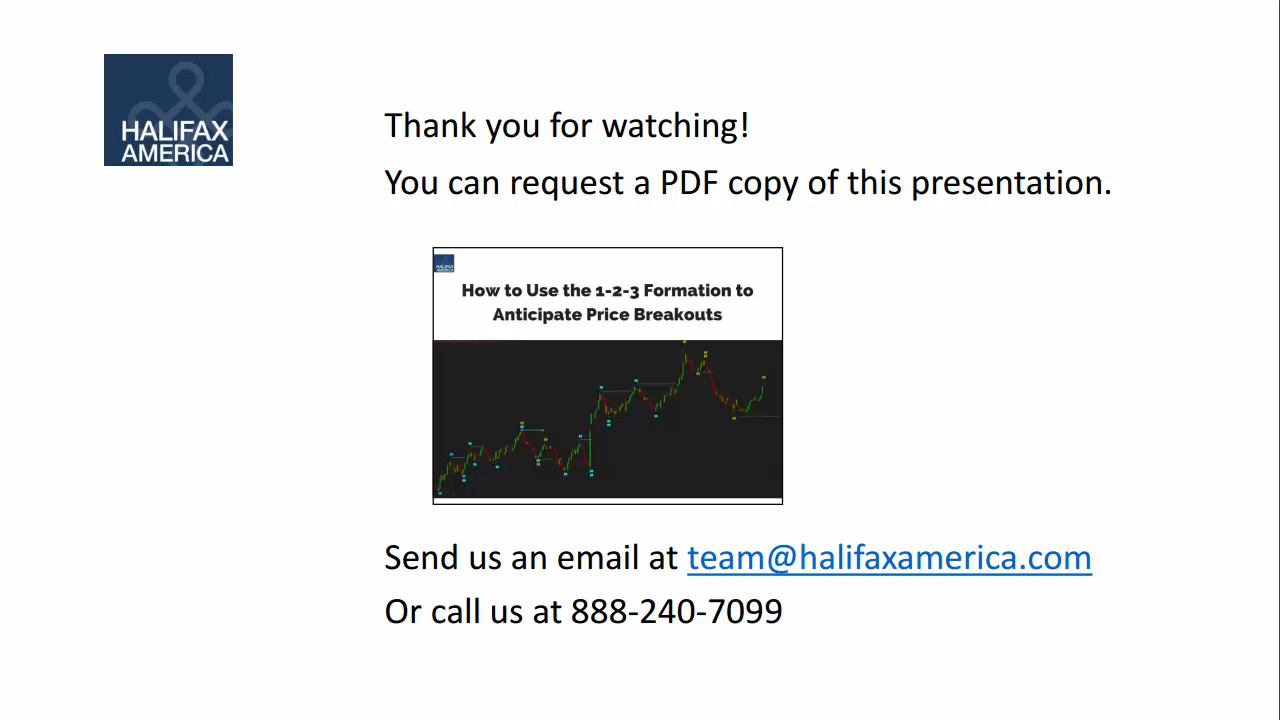 HALIFAX
AMERICA
Thank you for watching!
You can request a PDF copy of this presentation.
HALIFAX
AMERICA
How to Use the 1-2-3 Formation to
Anticipate Price Breakouts
Send us an email at team@halifaxamerica.com
Or call us at 888-240-7099